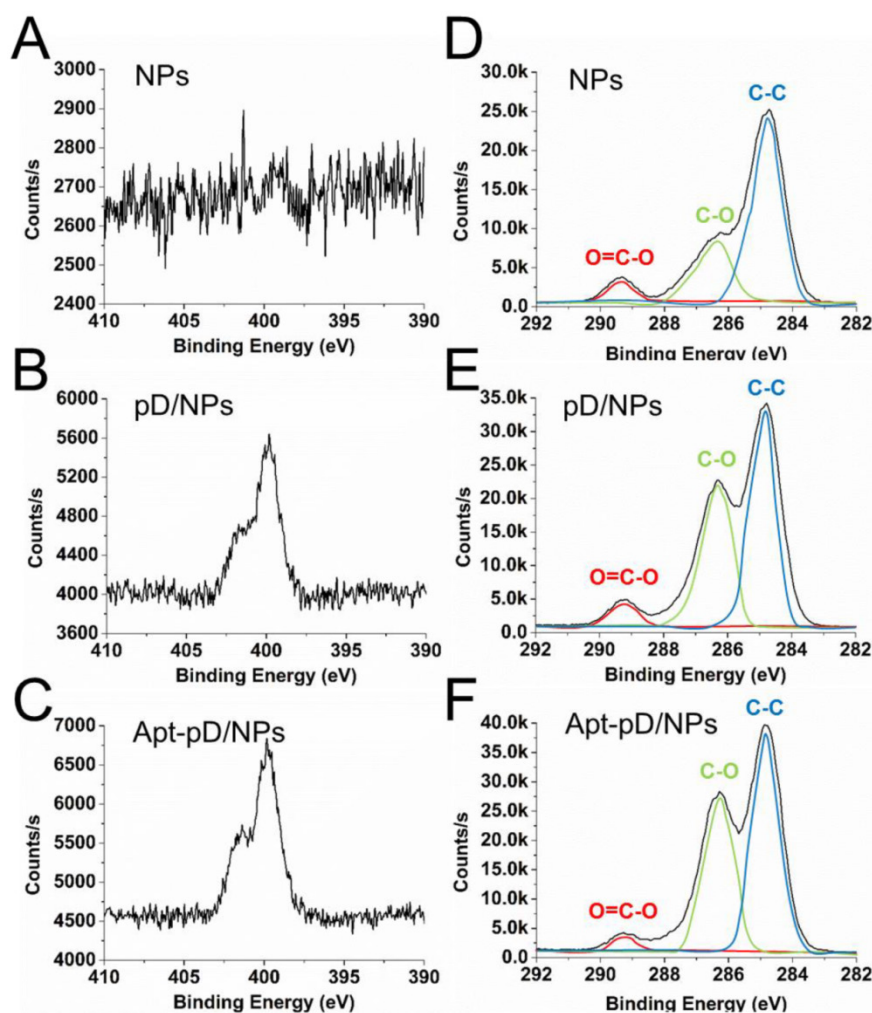 A
NPs
3000
2900
2800
2700
2600
2500
2400
Counts/s
410 405 400 395 390
Binding Energy (eV)
D
NPs
30.0k
25.0k
20.0k
15.0k
10.0k
5.0k
0.0
Counts/s
O=C-O
C-O
C-C
292 290 288 286 284 282
Binding Energy (eV)
B
pD/NPs
6000
5600
5200
4800
4400
4000
3600
Counts/s
410 405 400 395 390
Binding Energy (eV)
E
pD/NPs
35.0k
30.0k
25.0k
20.0k
15.0k
10.0k
5.0k
0.0
Counts/s
O=C-O
C-O
C-C
292 290 288 286 284 282
Binding Energy (eV)
C
Apt-pD/NPs
7000
6500
6000
5500
5000
4500
4000
Counts/s
410 405 400 395 390
Binding Energy (eV)
F
Apt-pD/NPs
40.0k
35.0k
30.0k
25.0k
20.0k
15.0k
10.0k
5.0k
0.0
Counts/s
O=C-O
C-O
C-C
292 290 288 286 284 282
Binding Energy (eV)